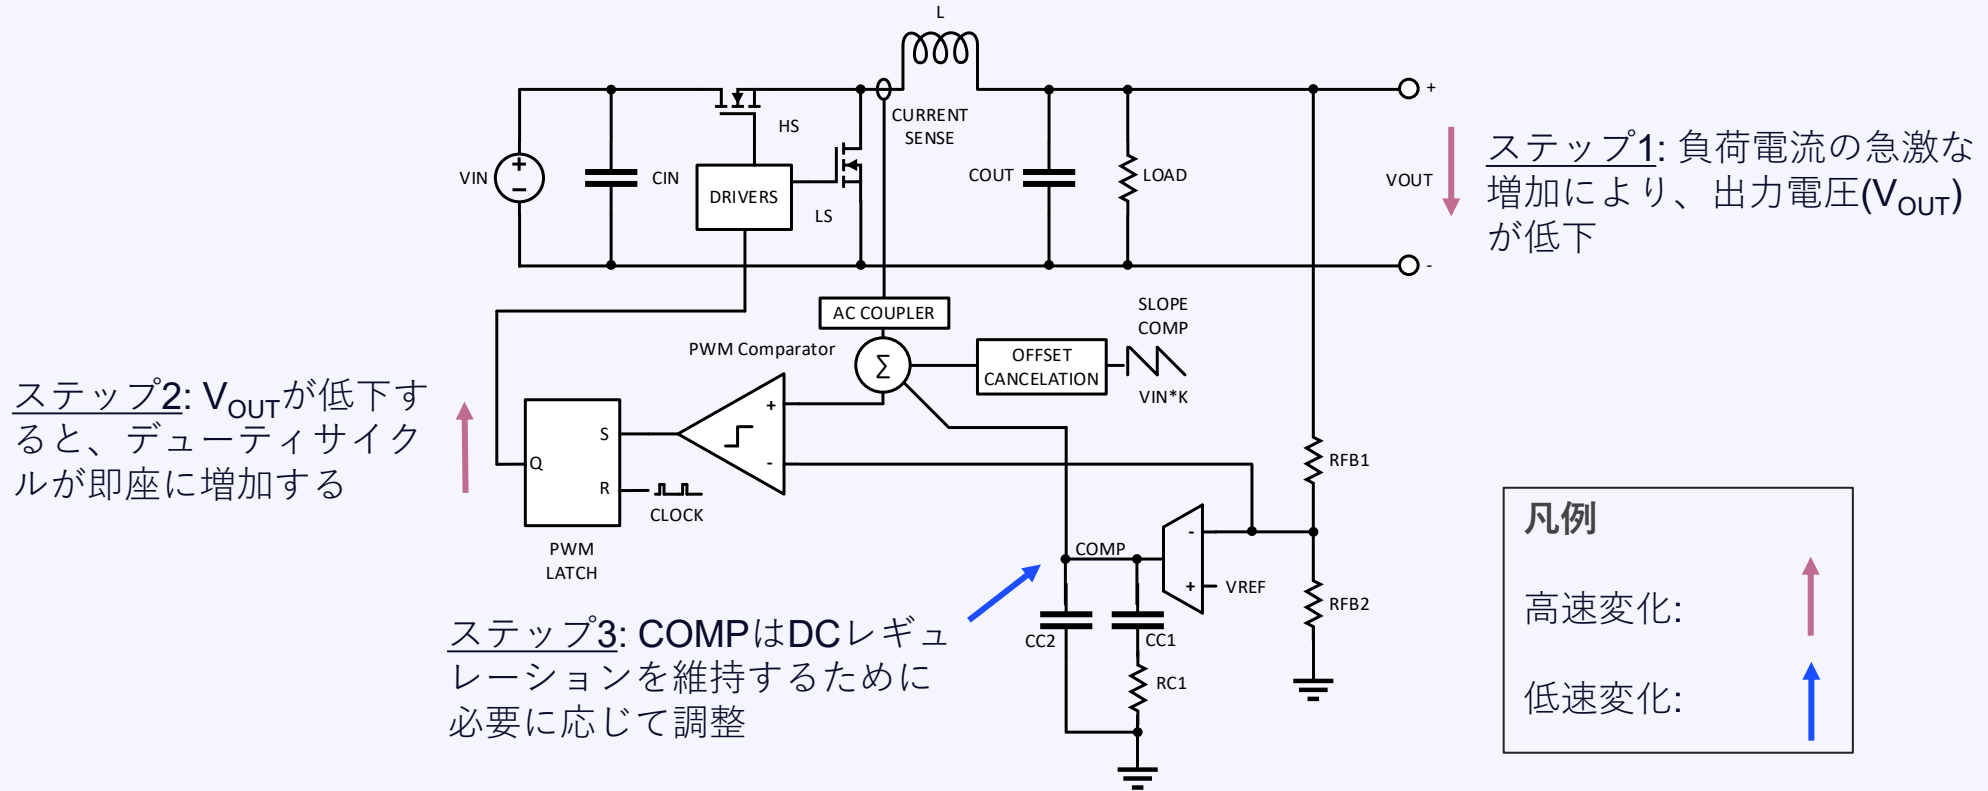 L
HS
CURRENT
SENSE
VIN
CIN
DRIVERS
LS
COUT
LOAD
+
VOUT
-
ステップ1: 負荷電流の急激な
増加により、出力電圧(VOUT)
が低下
AC COUPLER
SLOPE
COMP
PWM Comparator
Σ
OFFSET
CANCELATION
VIN*K
ステップ2: VOUTが低下す
ると、デューティサイク
ルが即座に増加する
+
-
S
Q
R
CLOCK
PWM
LATCH
RFB1
COMP
-
+
VREF
RFB2
CC2
CC1
RC1
ステップ3: COMPはDCレギュ
レーションを維持するために
必要に応じて調整
凡例
高速変化:
低速変化: